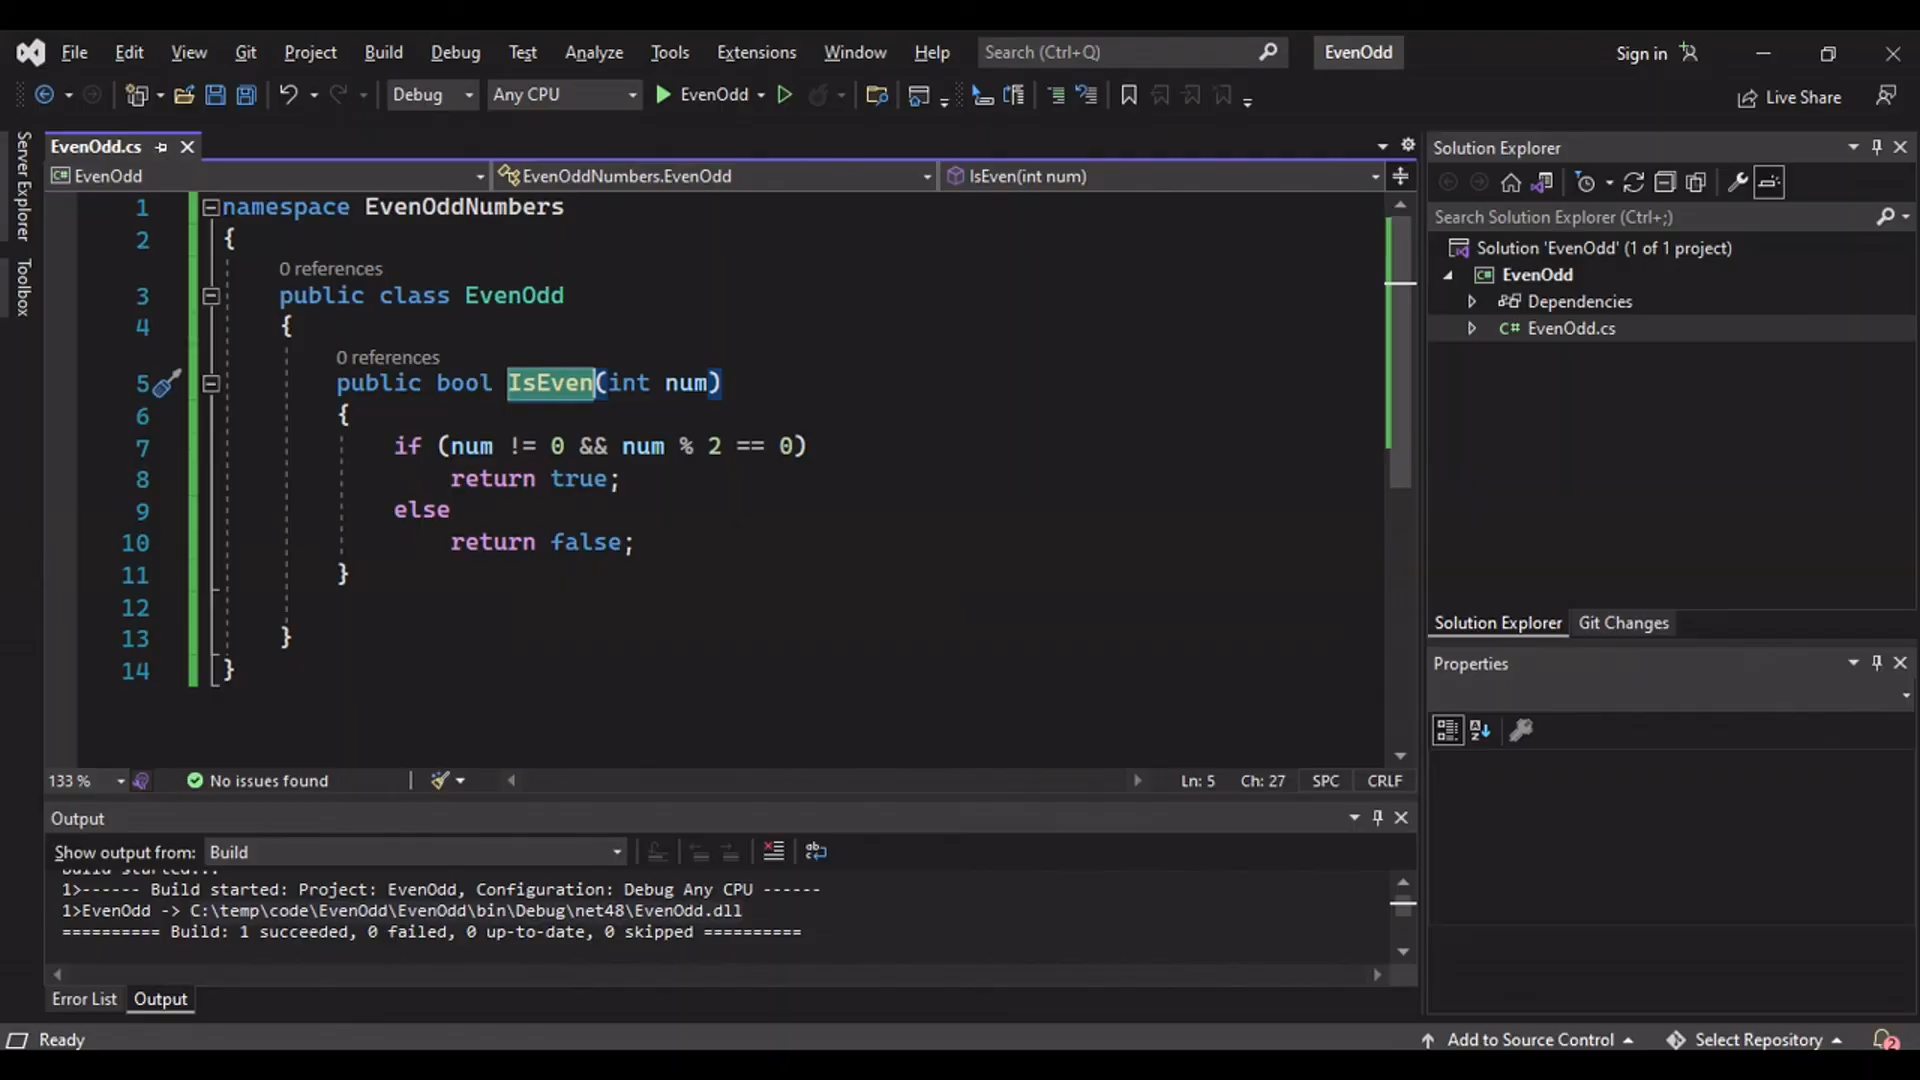 File Edit View Git Project Build Debug Test Analyze Tools Extensions Window Help Search (Ctrl+Q) EvenOdd Sign in
Debug Any CPU EvenOdd Live Share
Server Explorer
Toolbox
EvenOdd.cs
EvenOdd EvenOddNumbers.EvenOdd IsEven(int num)
1 namespace EvenOddNumbers
2 {
0 references
3 public class EvenOdd
4 {
0 references
5 public bool IsEven(int num)
6 {
7 if (num != 0 && num % 2 == 0)
8 return true;
9 else
10 return false;
11 }
12
13 }
14 }
133 % No issues found Ln: 5 Ch: 27 SPC CRLF
Output
Show output from: Build
Build started...
1>------ Build started: Project: EvenOdd, Configuration: Debug Any CPU ------
1>EvenOdd -> C:\temp\code\EvenOdd\EvenOdd\bin\Debug\net48\EvenOdd.dll
========== Build: 1 succeeded, 0 failed, 0 up-to-date, 0 skipped ==========
Error List Output
Solution Explorer
Search Solution Explorer (Ctrl+;)
Solution 'EvenOdd' (1 of 1 project)
EvenOdd
Dependencies
C# EvenOdd.cs
Solution Explorer Git Changes
Properties
Ready Add to Source Control Select Repository 2